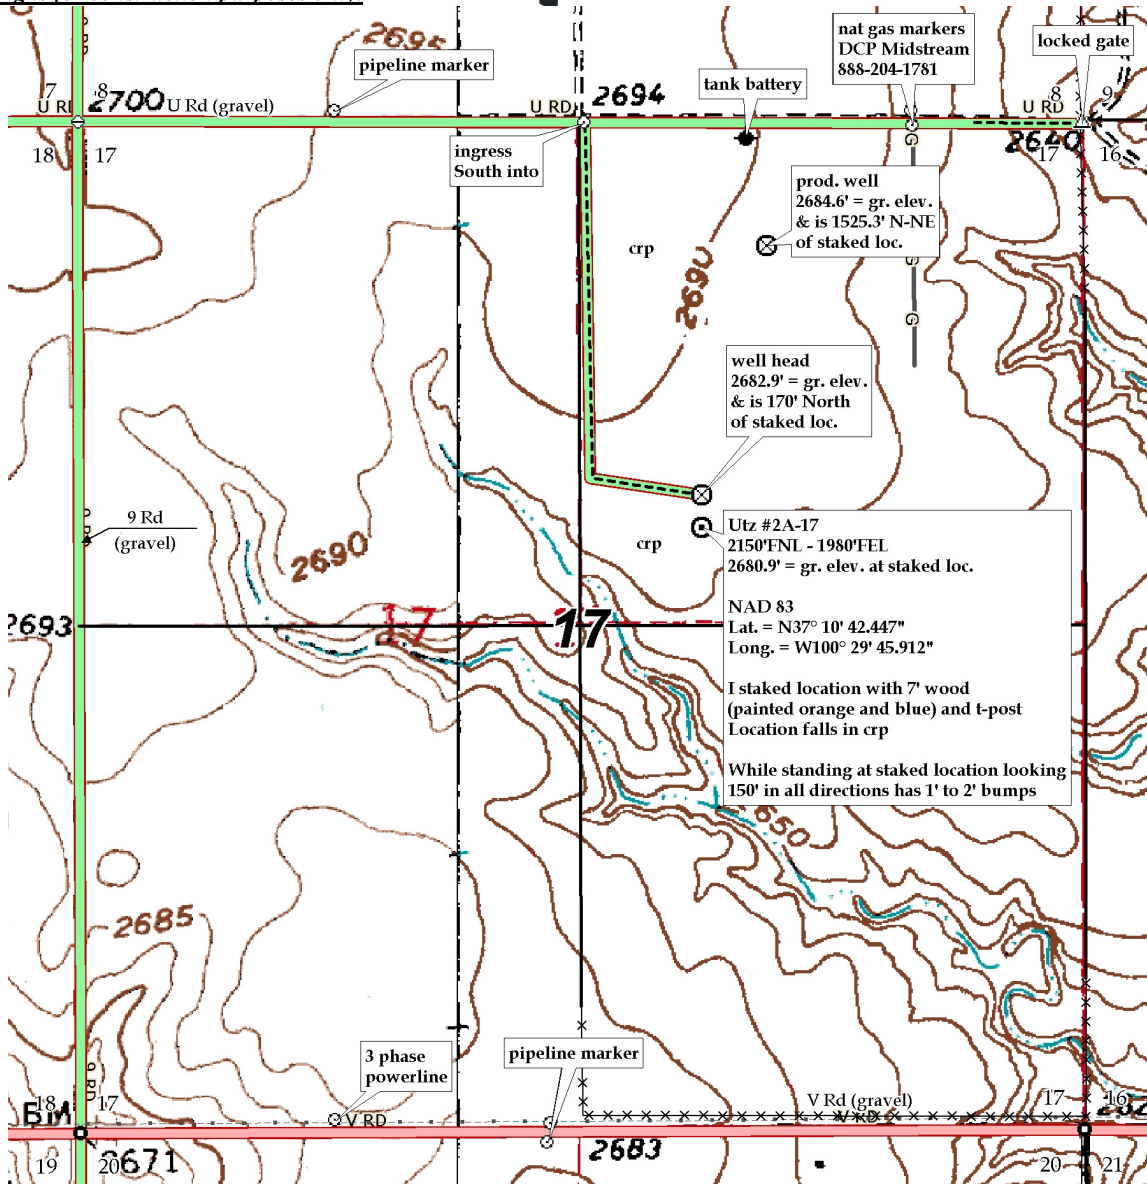 2695
pipeline marker
nat gas markers
DCP Midstream
888-204-1781
locked gate
tank battery
7
8
2700
U Rd (gravel)
U RD
2694
U RD
8
9
2640
18
17
17
16
ingress
South into
prod. well
2684.6' = gr. elev.
& is 1525.3' N-NE
of staked loc.
crp
2690
G
G
G
well head
2682.9' = gr. elev.
& is 170' North
of staked loc.
9 Rd
(gravel)
2690
crp
Utz #2A-17
2150'FNL - 1980'FEL
2680.9' = gr. elev. at staked loc.
NAD 83
Lat. = N37° 10' 42.447"
Long. = W100° 29' 45.912"
I staked location with 7' wood
(painted orange and blue) and t-post
Location falls in crp
While standing at staked location looking
150' in all directions has 1' to 2' bumps
2693
17
17
2650
2685
3 phase
powerline
pipeline marker
9 RD
18
17
BM
V RD
V Rd (gravel)
V RD
17
16
2671
2683
19
20
20
21